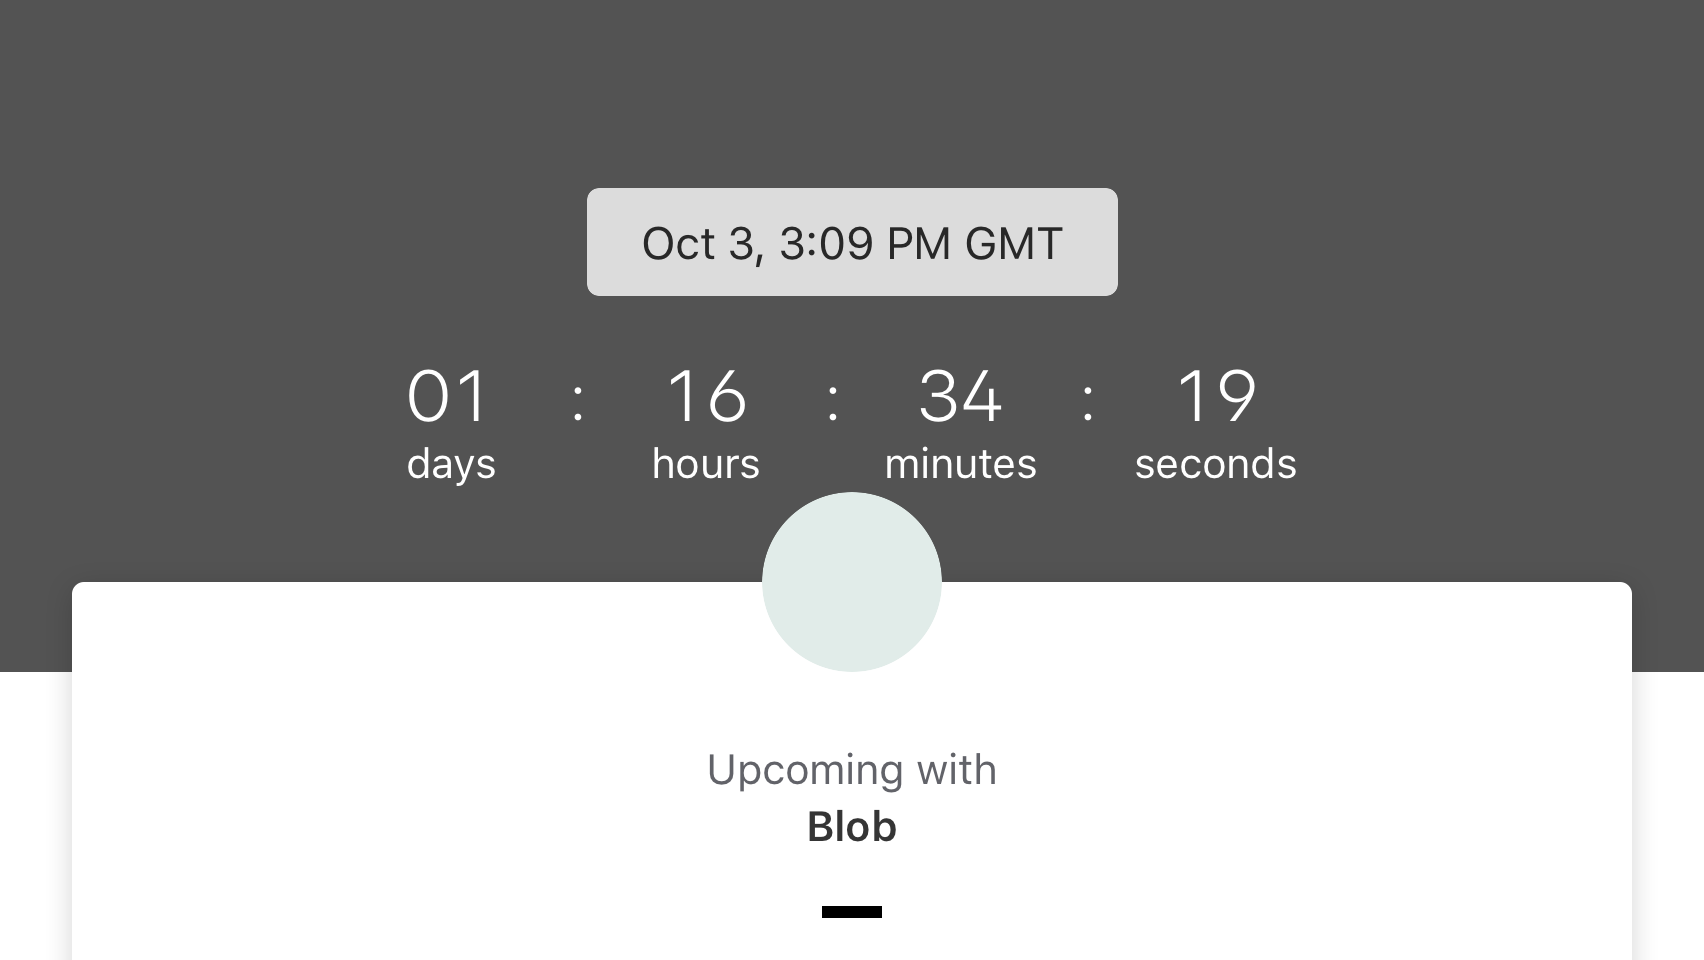 Oct 3, 3:09 PM GMT
01 : 16 : 34 : 19
days hours minutes seconds
Upcoming with
Blob